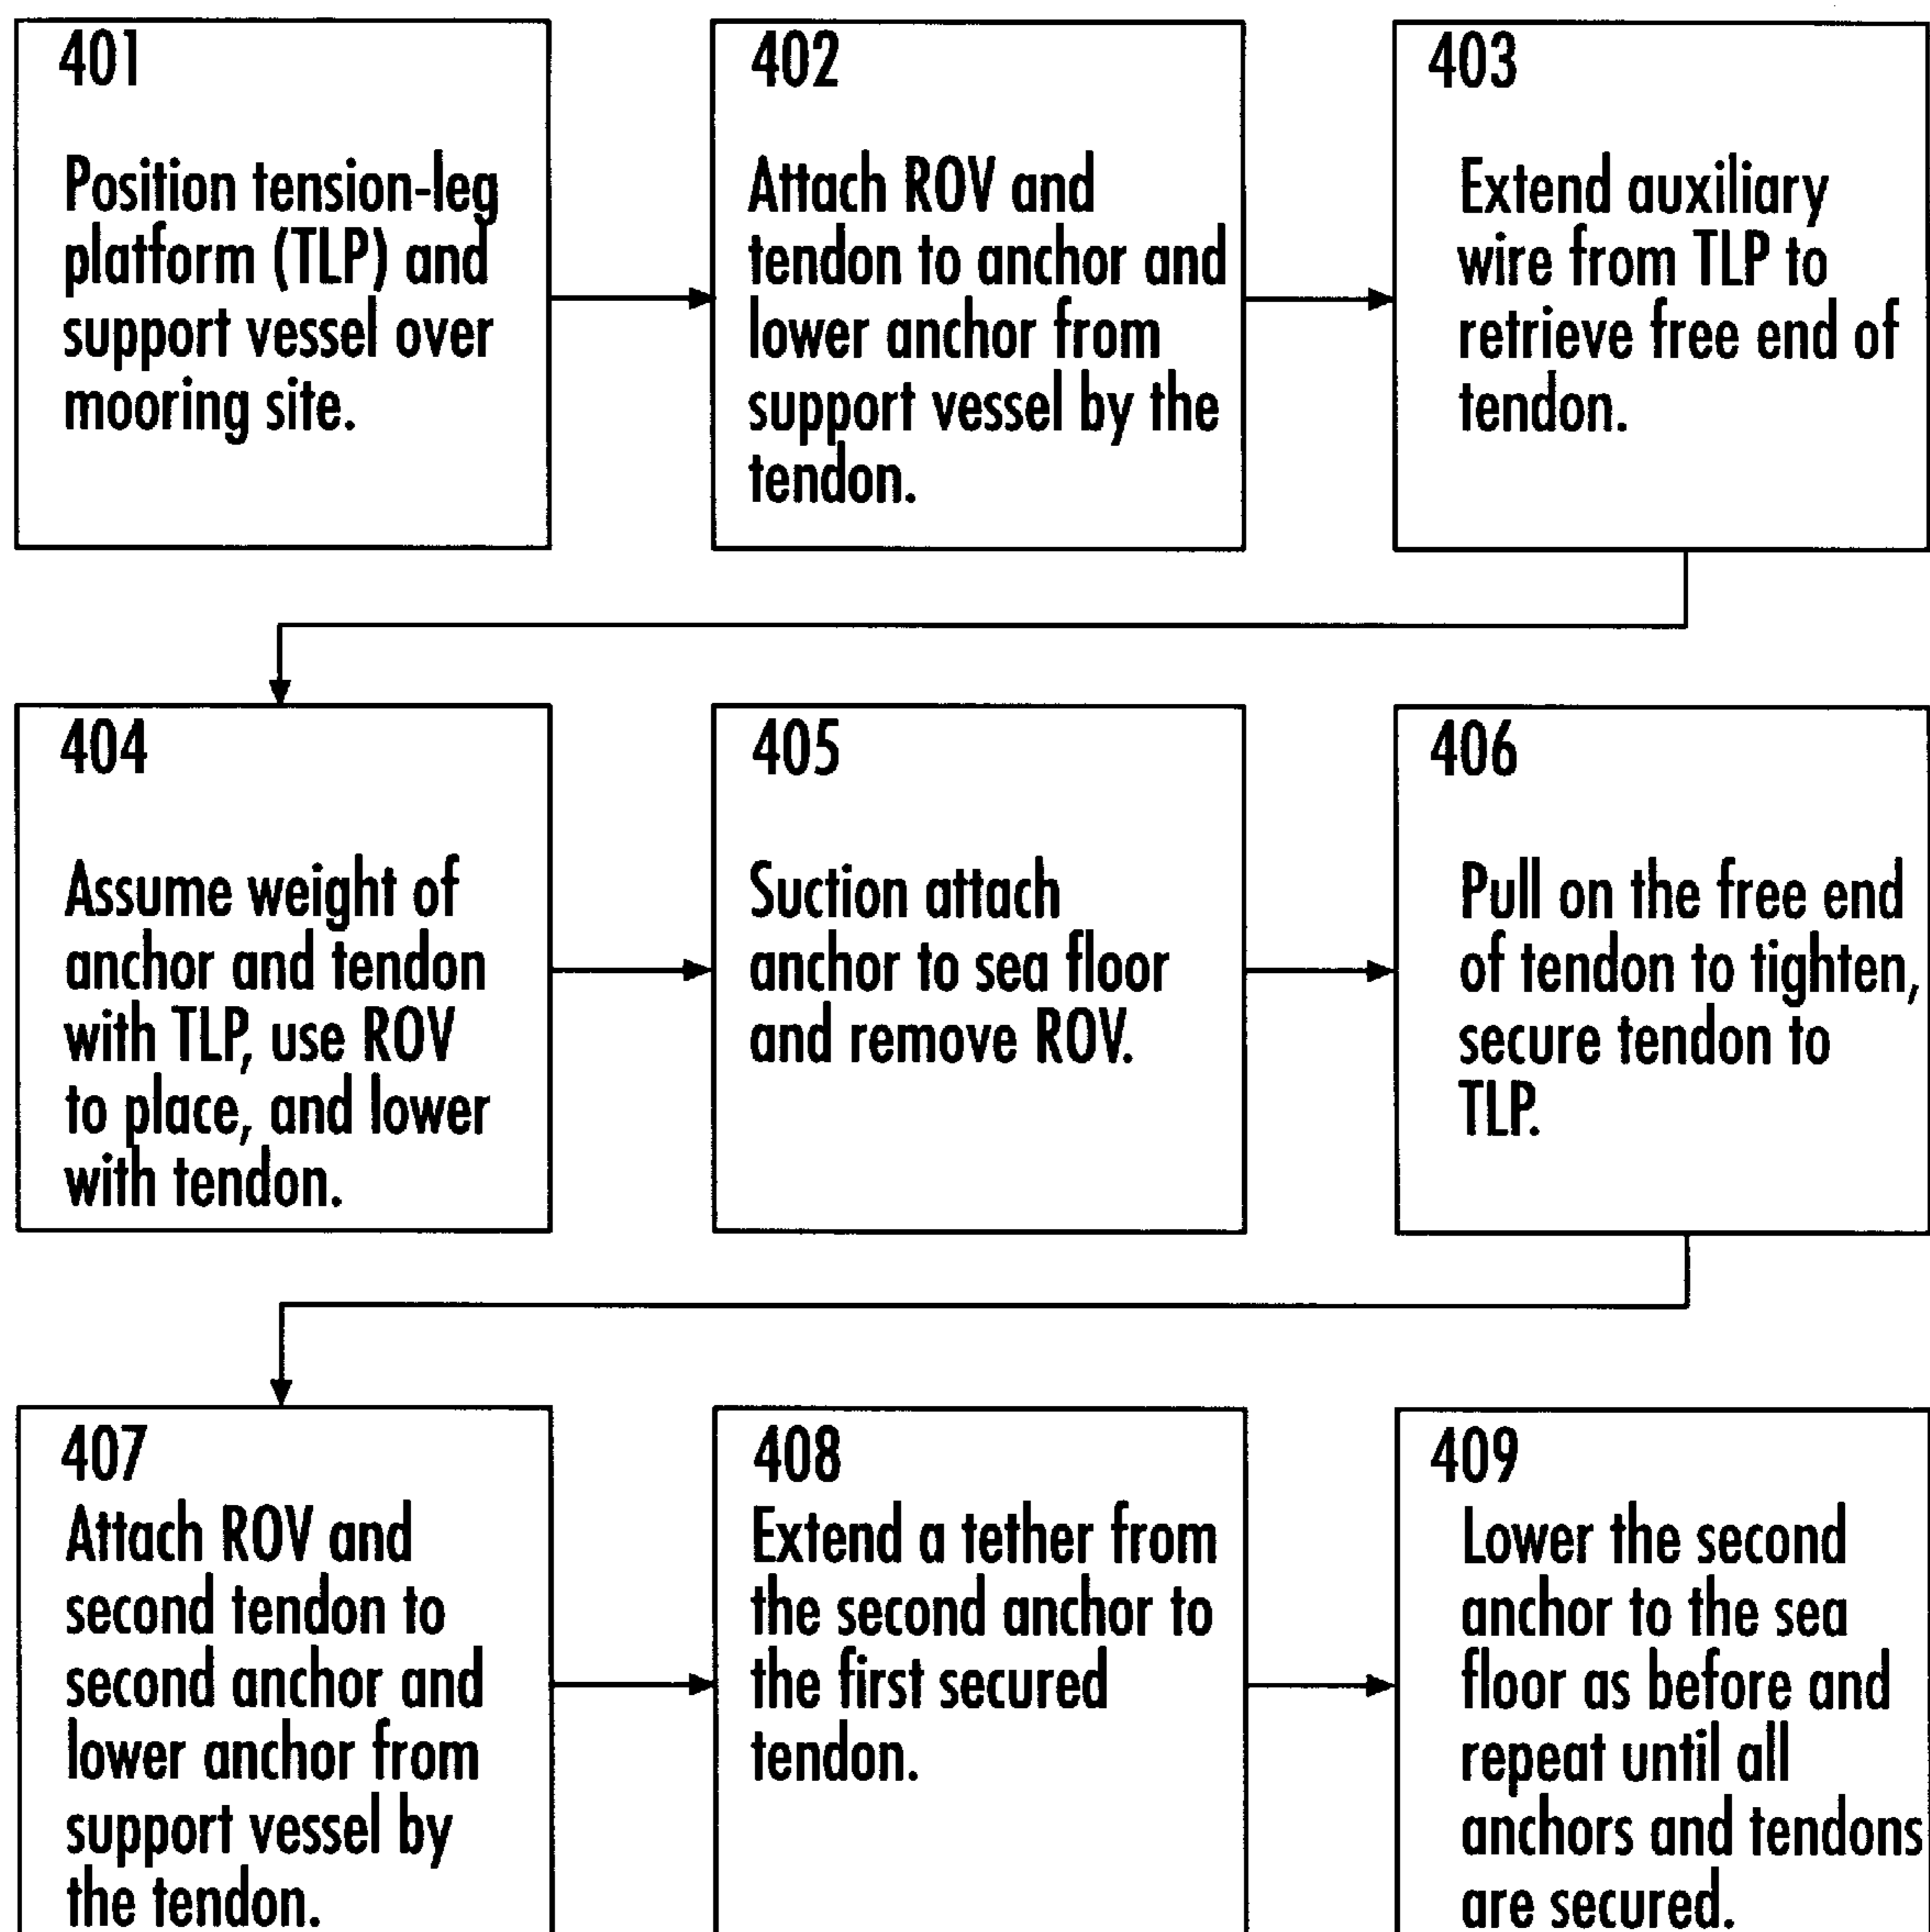 401
Position tension-leg
platform (TLP) and
support vessel over
mooring site.
402
Attach ROV and
tendon to anchor and
lower anchor from
support vessel by the
tendon.
403
Extend auxiliary
wire from TLP to
retrieve free end of
tendon.
404
Assume weight of
anchor and tendon
with TLP, use ROV
to place, and lower
with tendon.
405
Suction attach
anchor to sea floor
and remove ROV.
406
Pull on the free end
of tendon to tighten,
secure tendon to
TLP.
407
Attach ROV and
second tendon to
second anchor and
lower anchor from
support vessel by
the tendon.
408
Extend a tether from
the second anchor to
the first secured
tendon.
409
Lower the second
anchor to the sea
floor as before and
repeat until all
anchors and tendons
are secured.